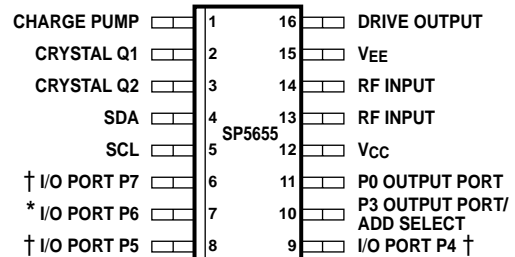 CHARGE PUMP 1 16 DRIVE OUTPUT
CRYSTAL Q1 2 15 VEE
CRYSTAL Q2 3 14 RF INPUT
SDA 4 13 RF INPUT
SP5655
SCL 5 12 VCC
† I/O PORT P7 6 11 P0 OUTPUT PORT
* I/O PORT P6 7 10 P3 OUTPUT PORT/
ADD SELECT
† I/O PORT P5 8 9 I/O PORT P4 †